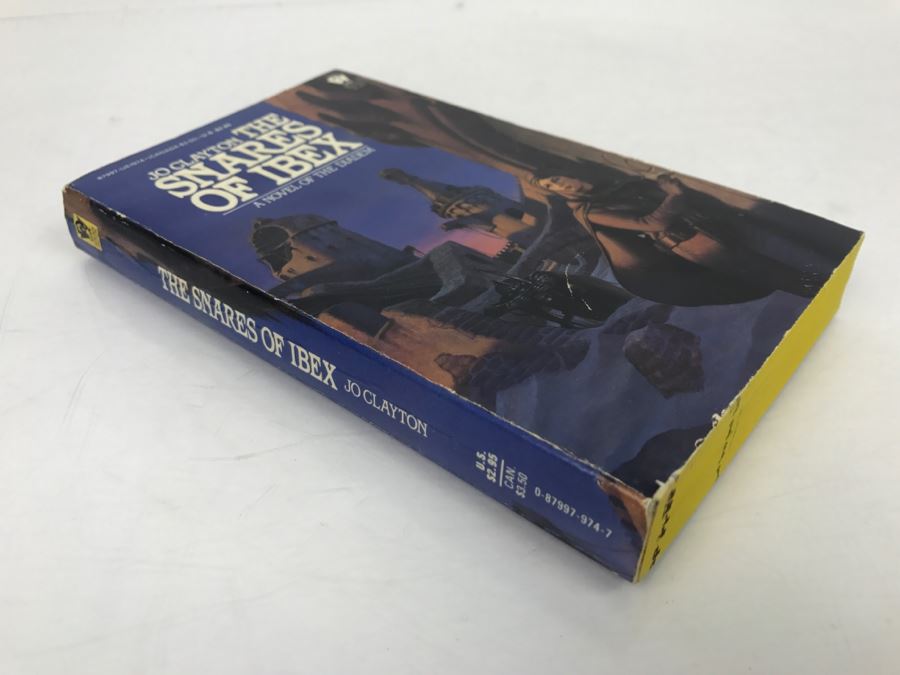 JO CLAYTON THE
SNARES
OF IBEX
A NOVEL OF THE DIADEM
THE SNARES OF IBEX JO CLAYTON
U.S.
$2.95
CAN.
$3.50
0-87997-974-7